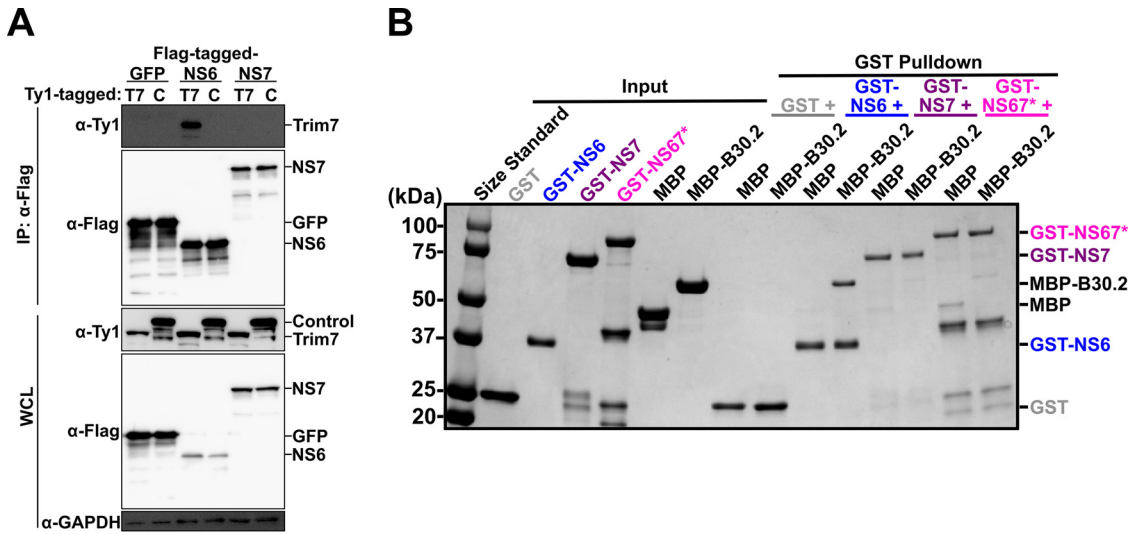 A
Flag-tagged-
GFP NS6 NS7
Ty1-tagged: T7 C T7 C T7 C
IP: α-Flag
α-Ty1
Trim7
α-Flag
NS7
GFP
NS6
WCL
α-Ty1
Control
Trim7
α-Flag
NS7
GFP
NS6
α-GAPDH
B
Input
GST Pulldown
GST +
GST-NS6 +
GST-NS7 +
GST-NS67* +
Size Standard
GST
GST-NS6
GST-NS7
GST-NS67*
MBP
MBP-B30.2
MBP
MBP-B30.2
MBP
MBP-B30.2
MBP
MBP-B30.2
MBP
MBP-B30.2
(kDa)
100
75
50
37
25
20
GST-NS67*
GST-NS7
MBP-B30.2
MBP
GST-NS6
GST